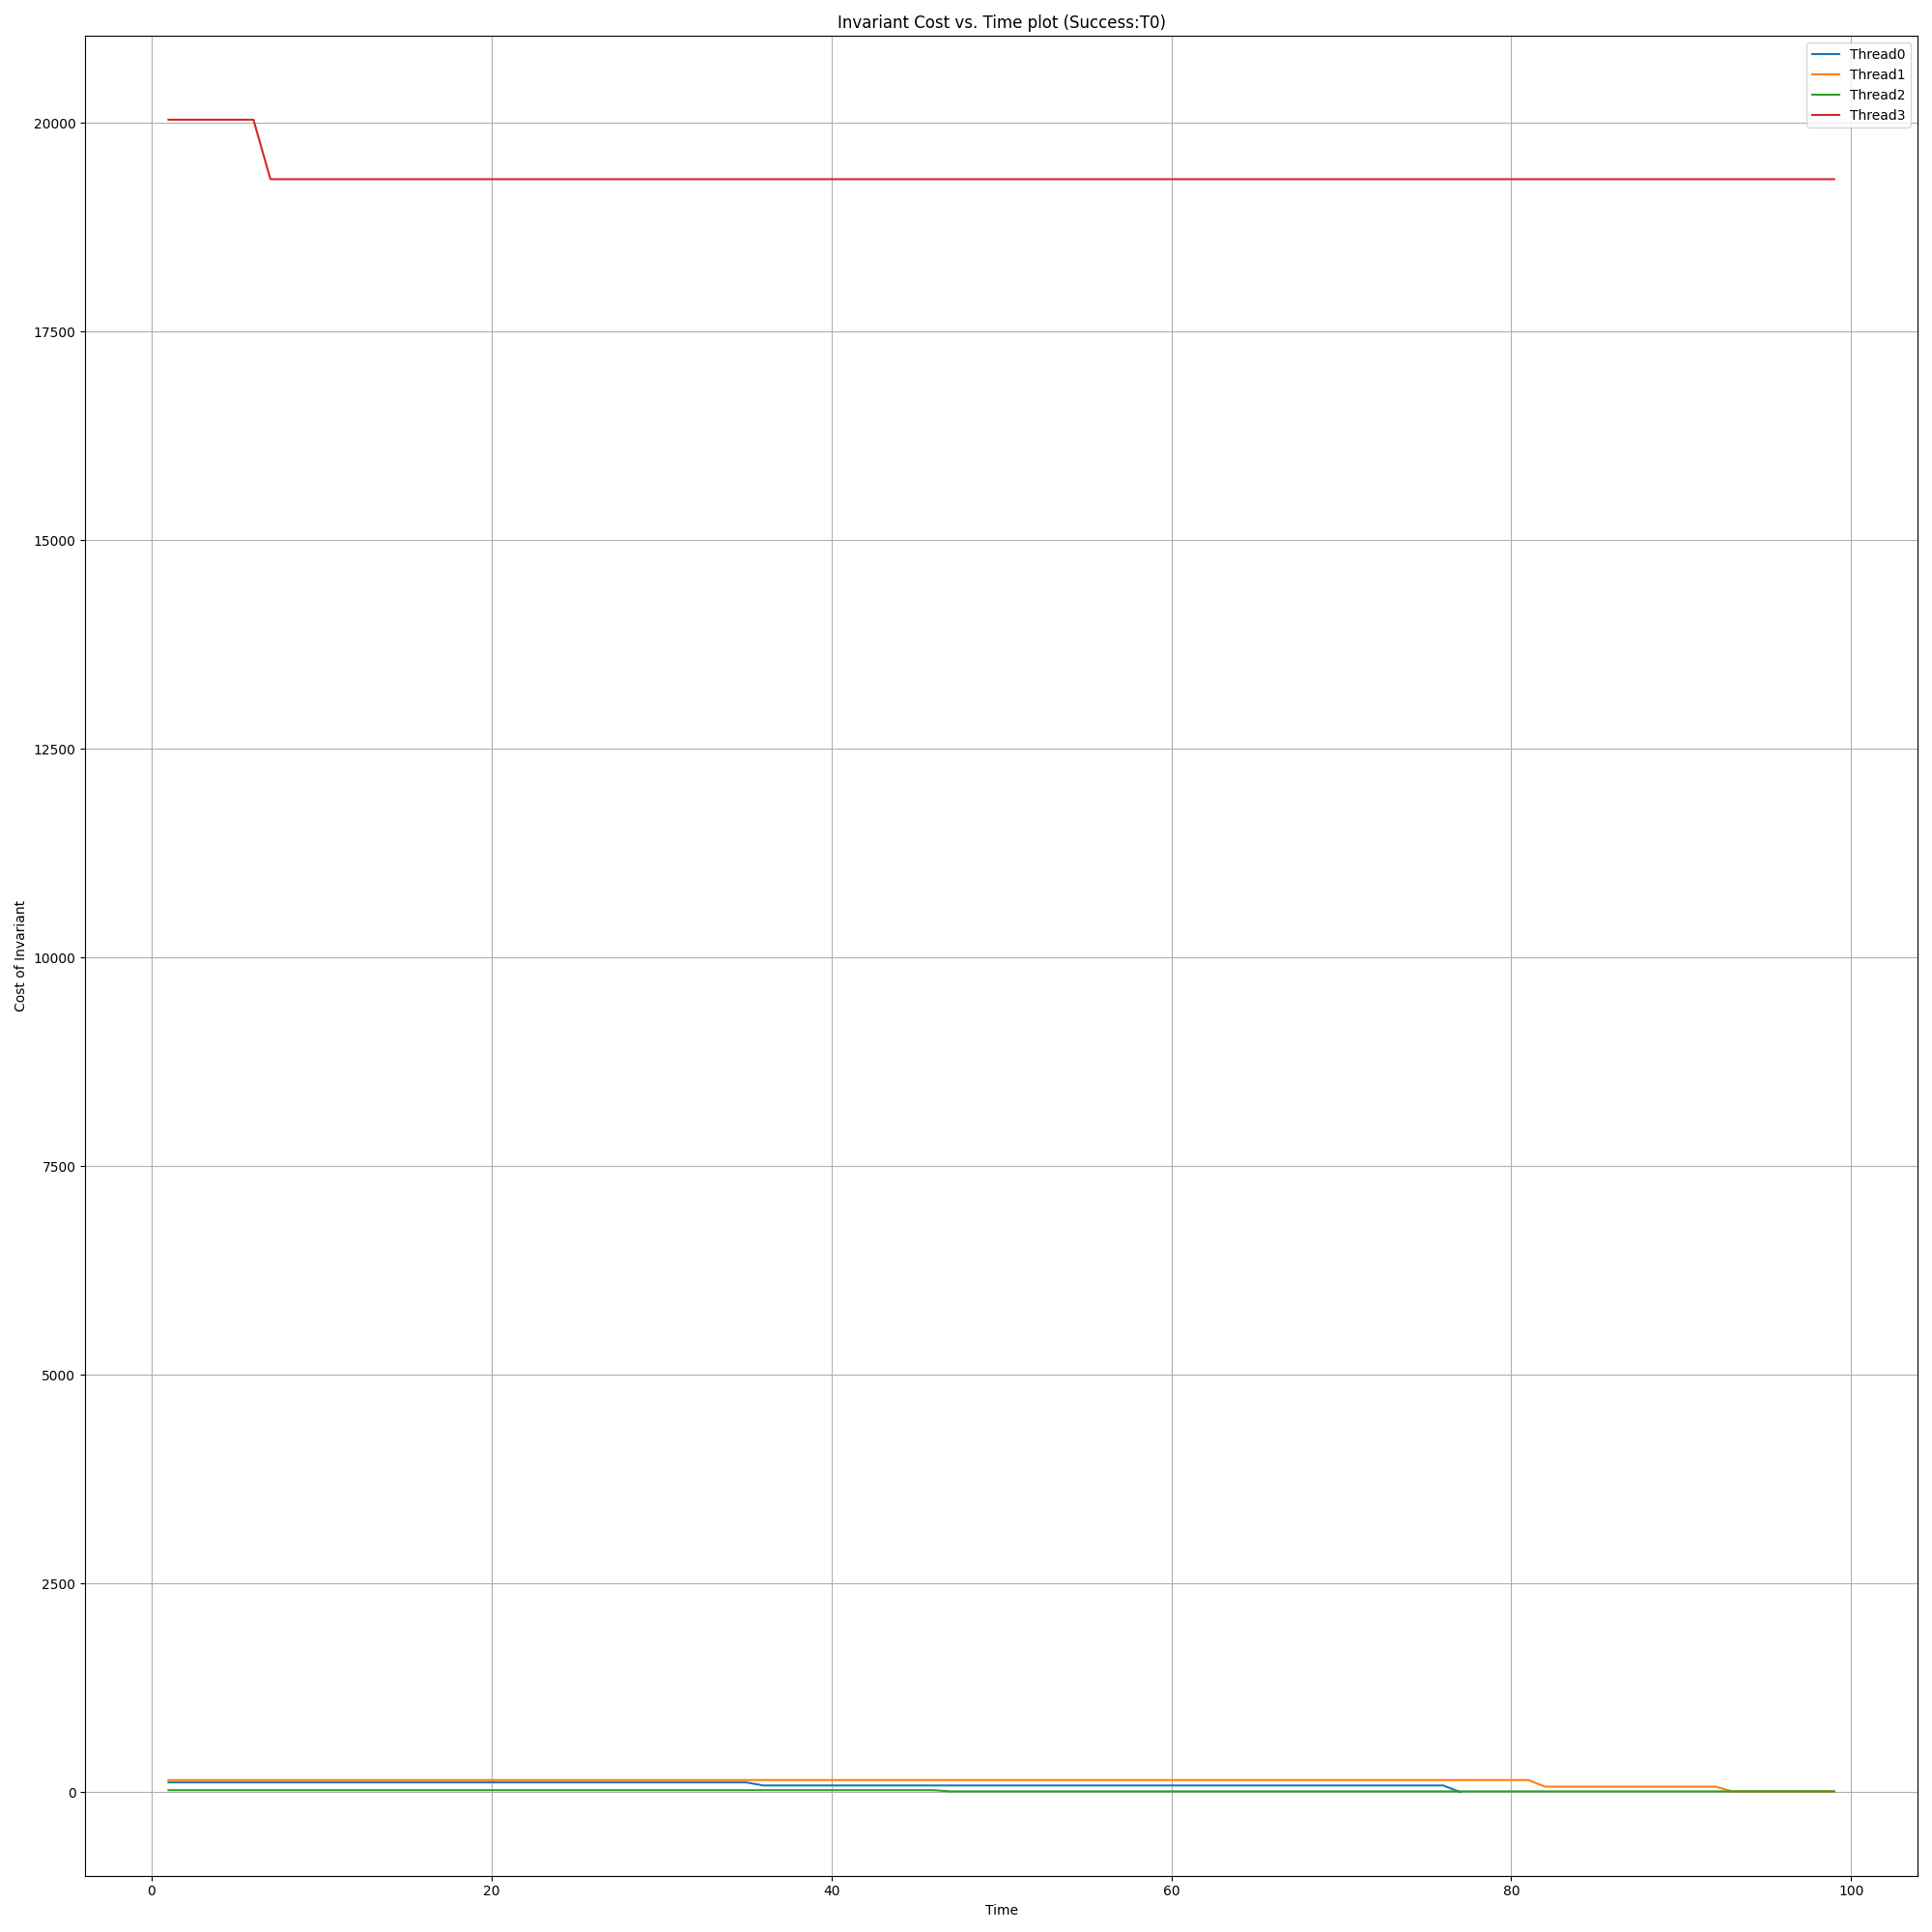 Invariant Cost vs. Time plot (Success:T0)
Thread0
Thread1
Thread2
Thread3
20000
17500
15000
12500
10000
7500
5000
2500
0
Cost of Invariant
0 20 40 60 80 100
Time